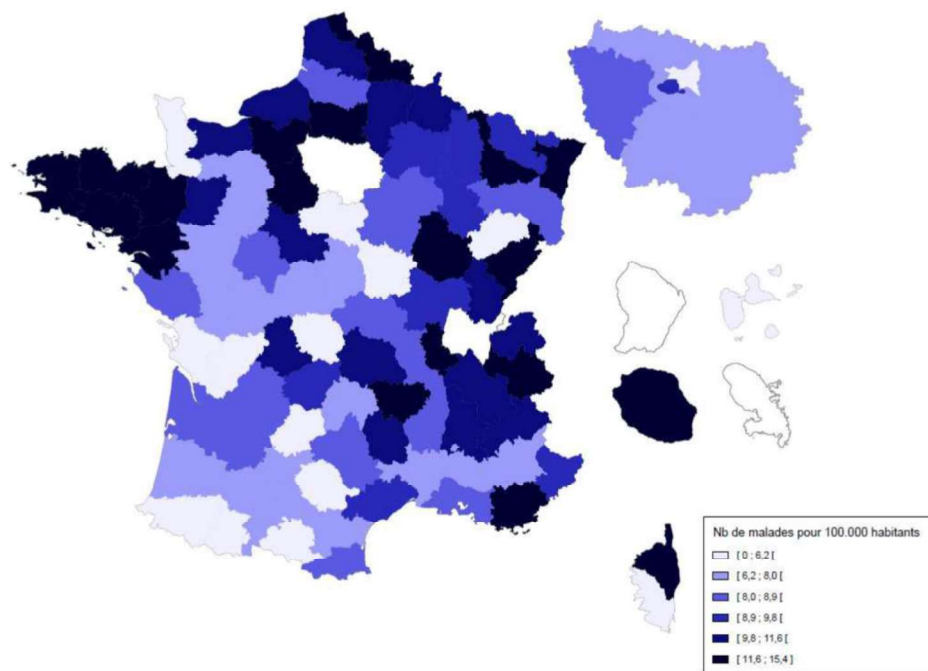 Nb de malades pour 100.000 habitants
[ 0 ; 6,2 [
[ 6,2 ; 8,0 [
[ 8,0 ; 8,9 [
[ 8,9 ; 9,8 [
[ 9,8 ; 11,6 [
[ 11,6 ; 15,4 ]